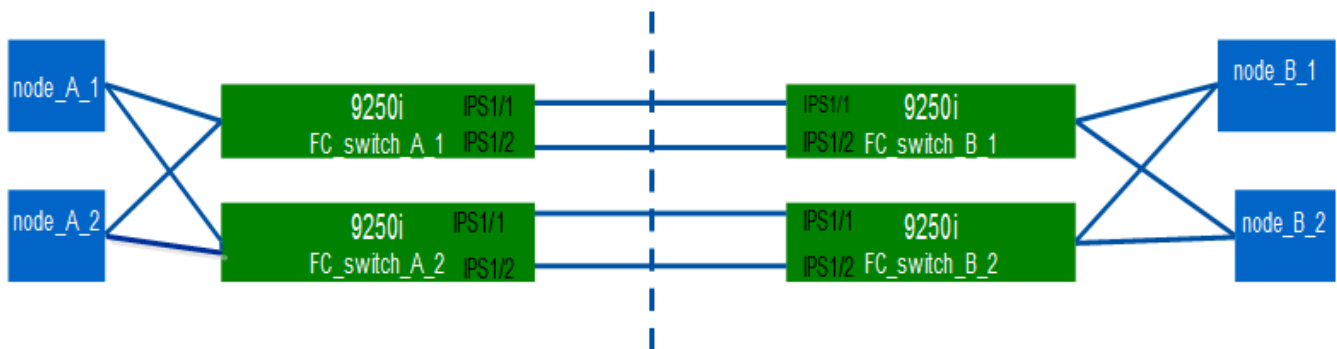 node_A_1
9250i
IPS1/1
FC_switch_A_1
IPS1/2
IPS1/1
9250i
IPS1/2
FC_switch_B_1
node_B_1
node_A_2
9250i
IPS1/1
FC_switch_A_2
IPS1/2
IPS1/1
9250i
IPS1/2
FC_switch_B_2
node_B_2